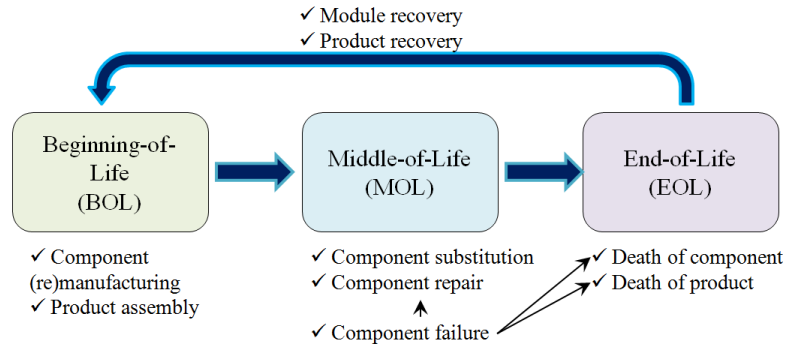 ✓ Module recovery
✓ Product recovery
Beginning-of-
Life
(BOL)
Middle-of-Life
(MOL)
End-of-Life
(EOL)
✓ Component
(re)manufacturing
✓ Product assembly
✓ Component substitution
✓ Component repair
✓ Component failure
✓ Death of component
✓ Death of product